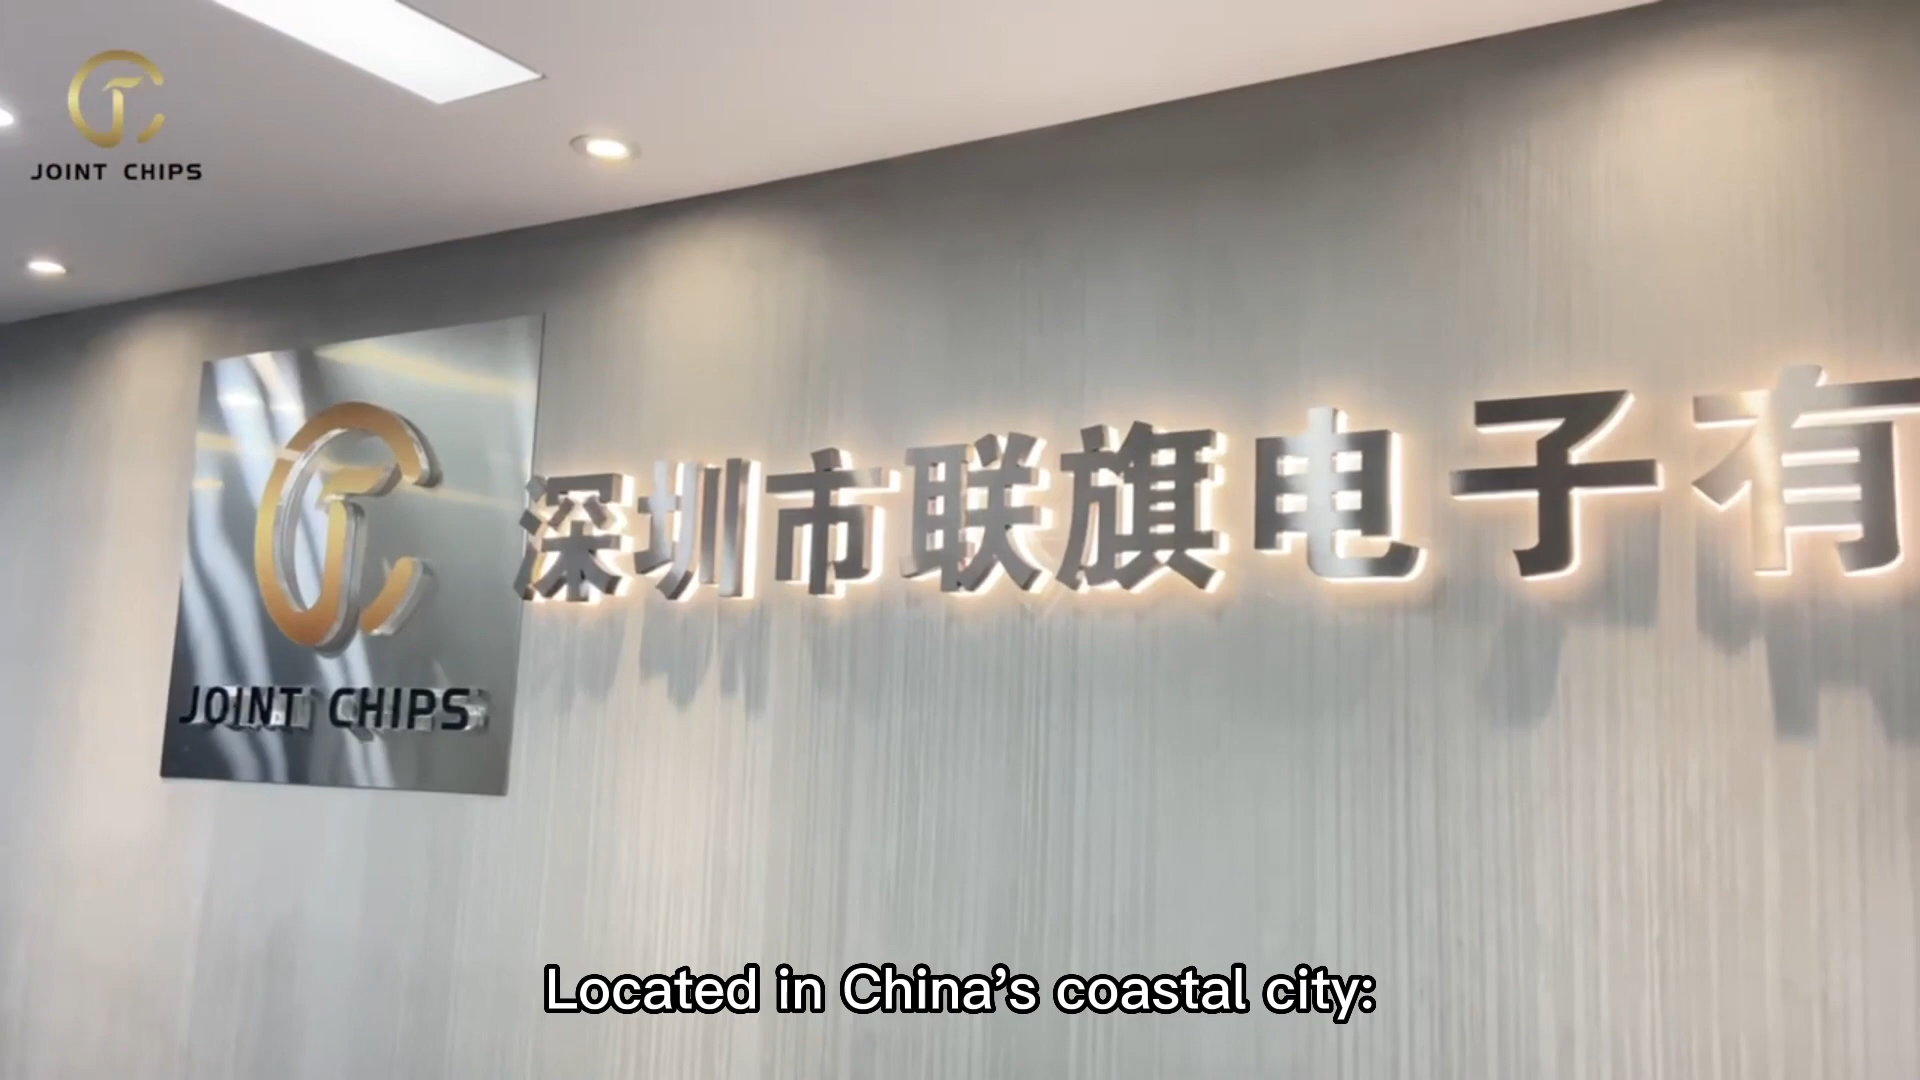 JOINT CHIPS
深圳市联旗电子有
JOINT CHIPS
Located in China’s coastal city: